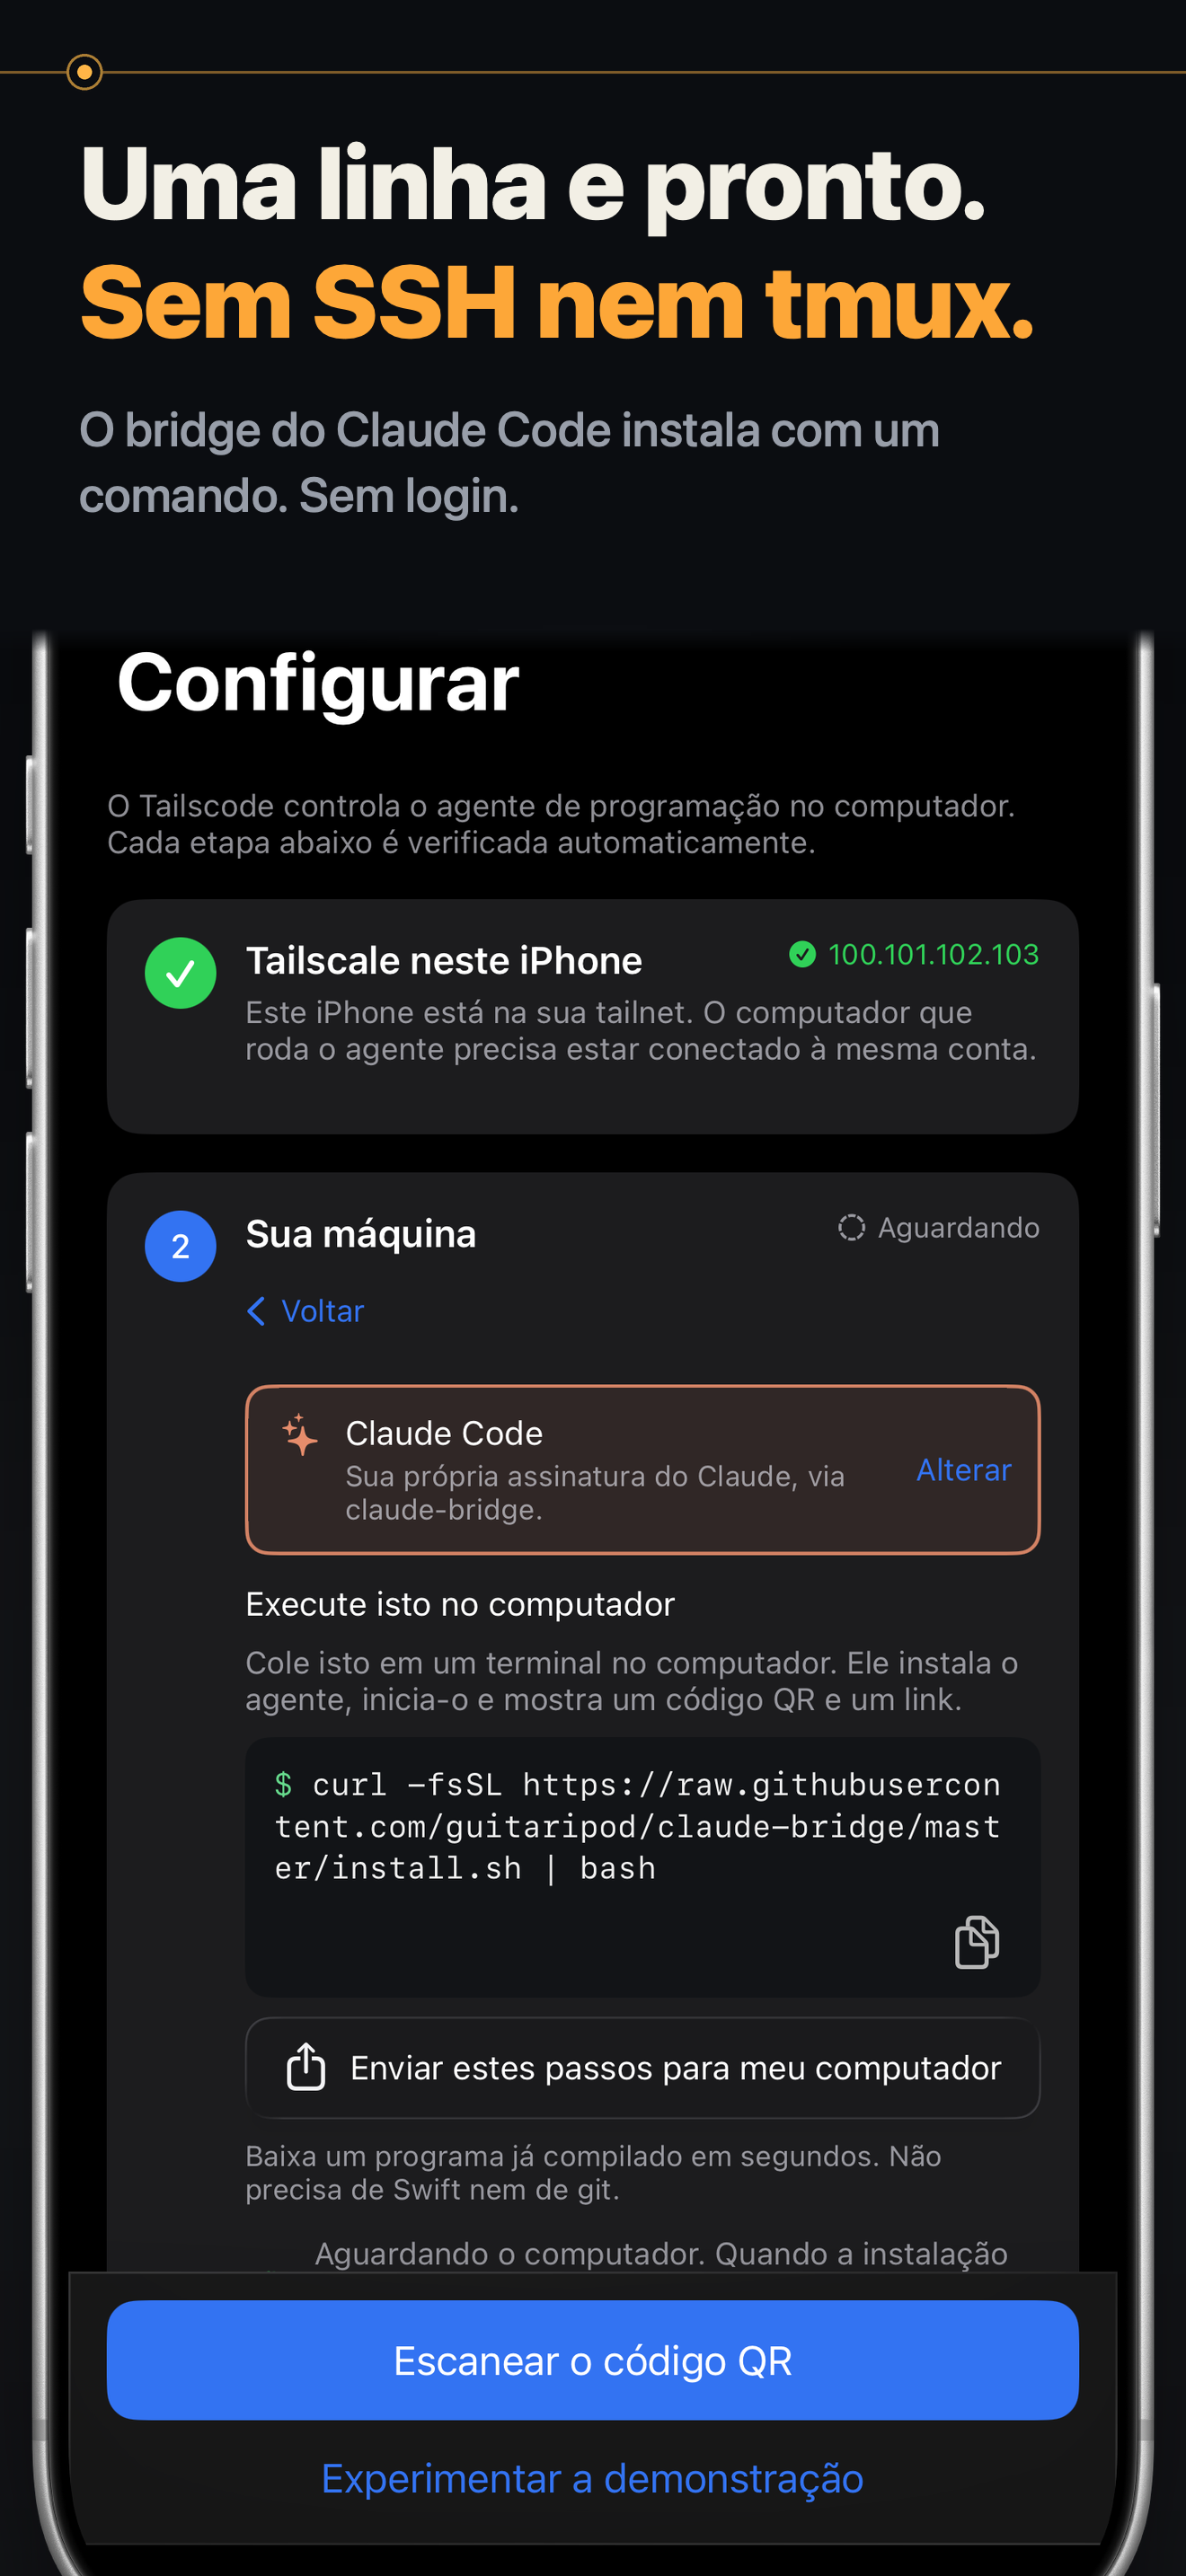 Uma linha e pronto.
Sem SSH nem tmux.
O bridge do Claude Code instala com um
comando. Sem login.
Configurar
O Tailscode controla o agente de programação no computador.
Cada etapa abaixo é verificada automaticamente.
Tailscale neste iPhone
100.101.102.103
Este iPhone está na sua tailnet. O computador que
roda o agente precisa estar conectado à mesma conta.
2
Sua máquina
Aguardando
Voltar
Claude Code
Sua própria assinatura do Claude, via
claude-bridge.
Alterar
Execute isto no computador
Cole isto em um terminal no computador. Ele instala o
agente, inicia-o e mostra um código QR e um link.
$ curl -fsSL https://raw.githubusercon
tent.com/guitaripod/claude-bridge/mast
er/install.sh | bash
Enviar estes passos para meu computador
Baixa um programa já compilado em segundos. Não
precisa de Swift nem de git.
Aguardando o computador. Quando a instalação
Escanear o código QR
Experimentar a demonstração